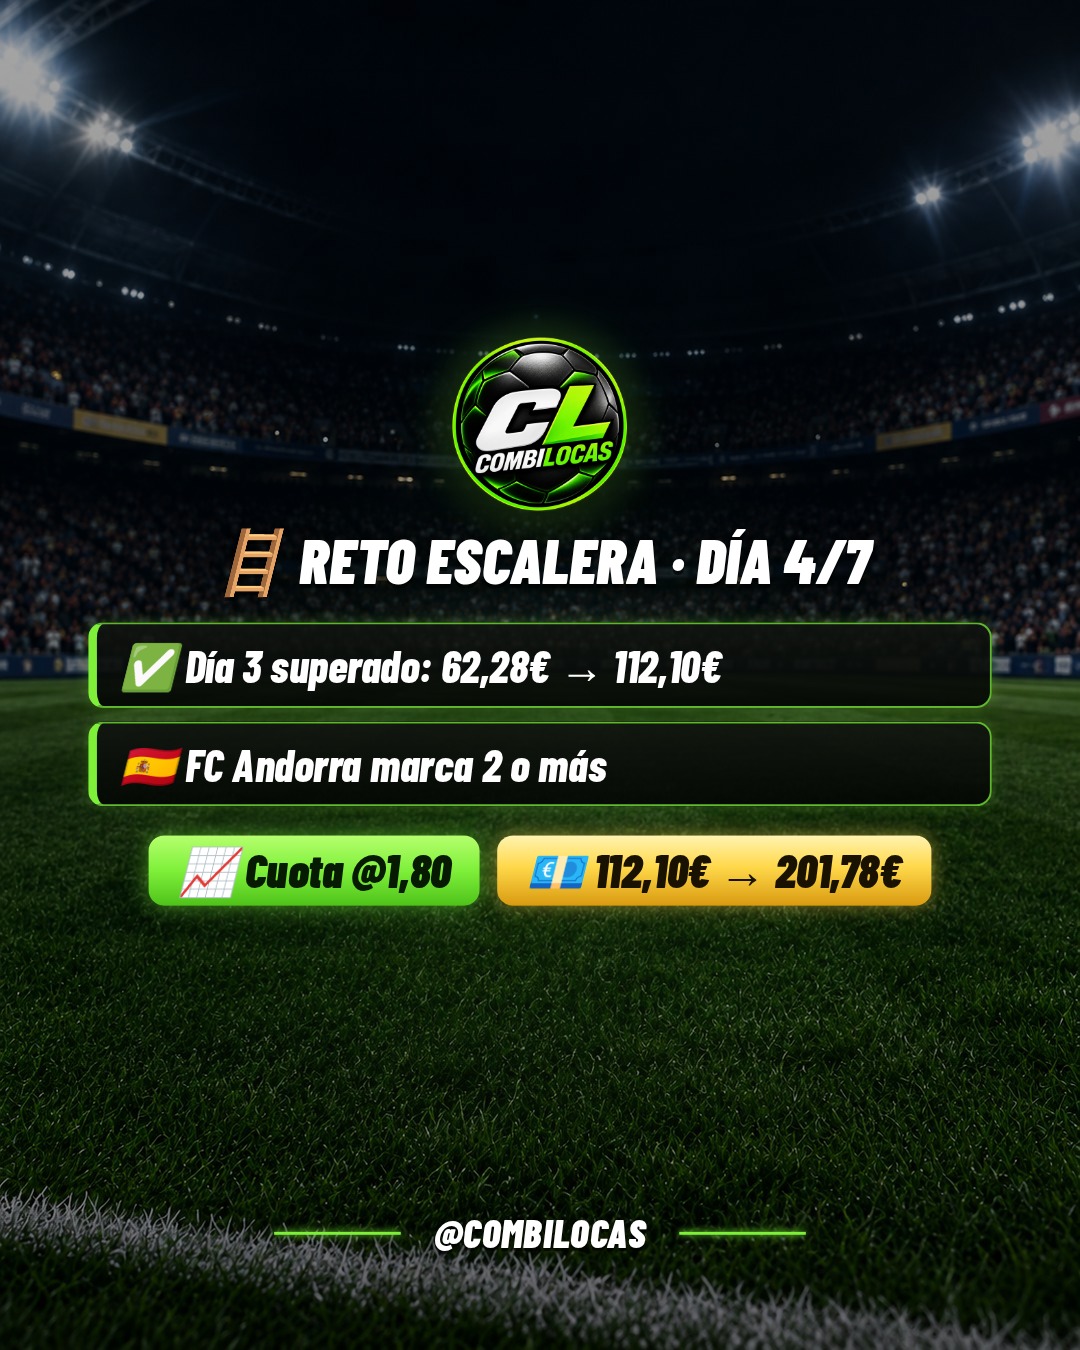 CL
COMBILOCAS
🪜 RETO ESCALERA · DÍA 4/7
✅ Día 3 superado: 62,28€ → 112,10€
🇪🇸 FC Andorra marca 2 o más
📈 Cuota @1,80
💶 112,10€ → 201,78€
@COMBILOCAS